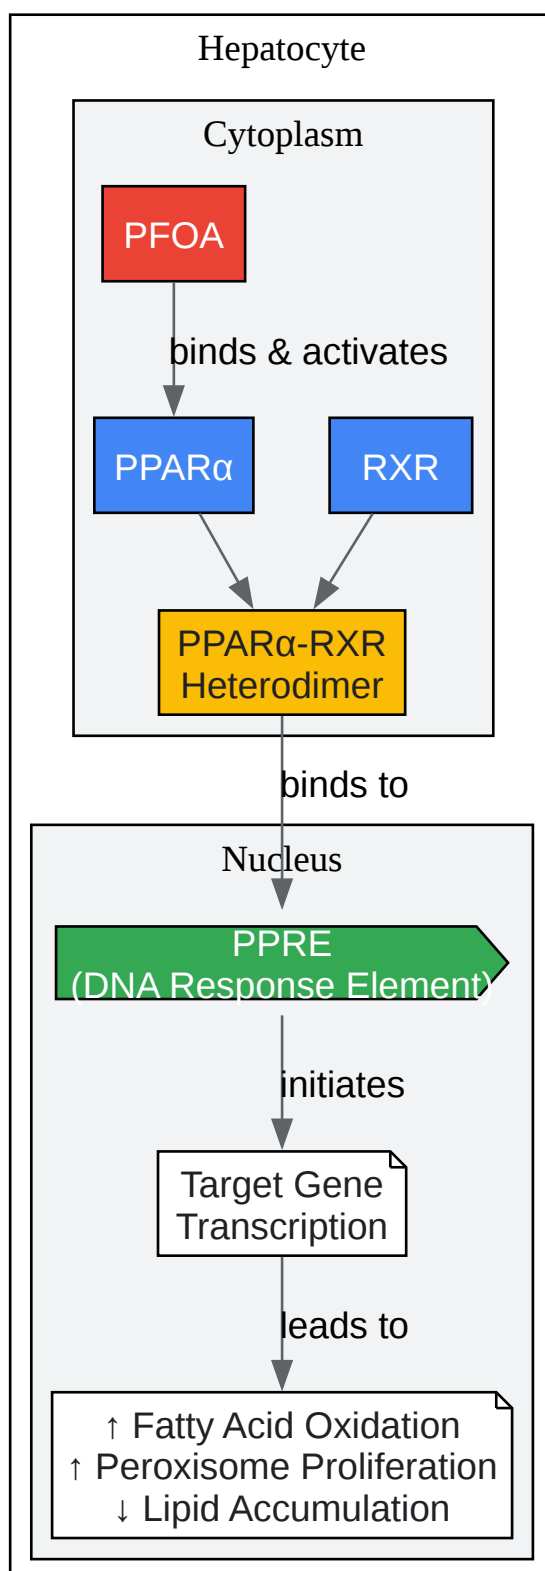 Hepatocyte
Cytoplasm
PFOA
binds & activates
PPARα
RXR
PPARα-RXR
Heterodimer
binds to
Nucleus
PPRE
(DNA Response Element)
initiates
Target Gene
Transcription
leads to
↑ Fatty Acid Oxidation
↑ Peroxisome Proliferation
↓ Lipid Accumulation